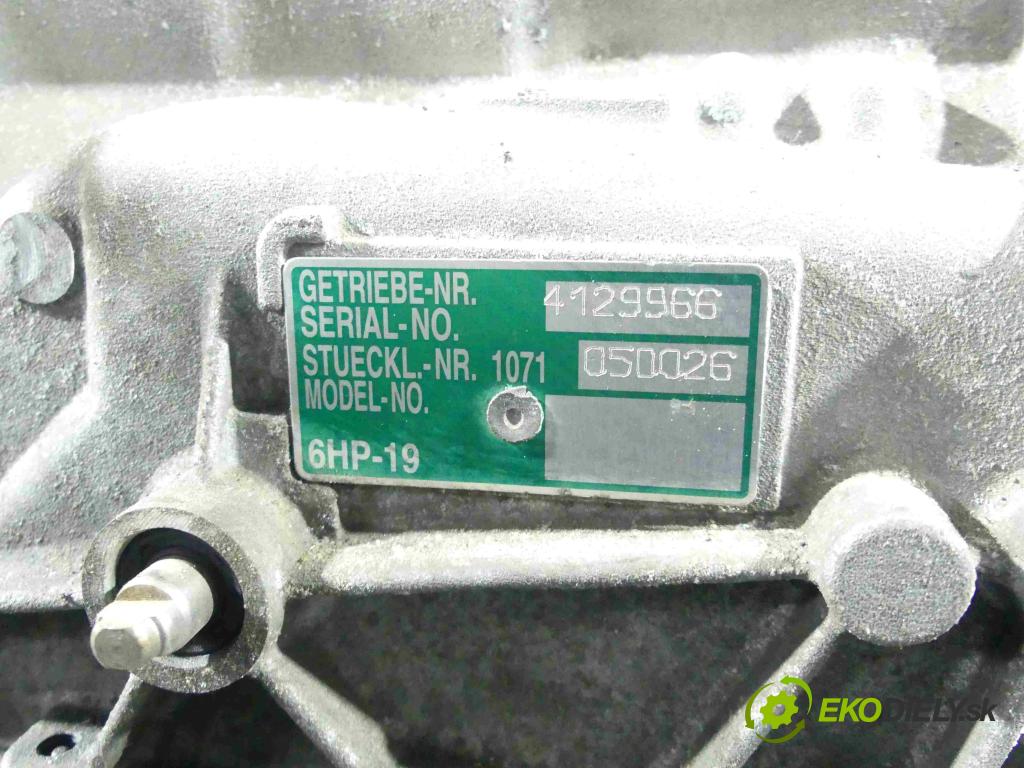 GETRIEBE-NR. 4129966
SERIAL-NO.
STUECKL.-NR. 1071 050026
MODEL-NO.
6HP-19
EKODIELY.sk